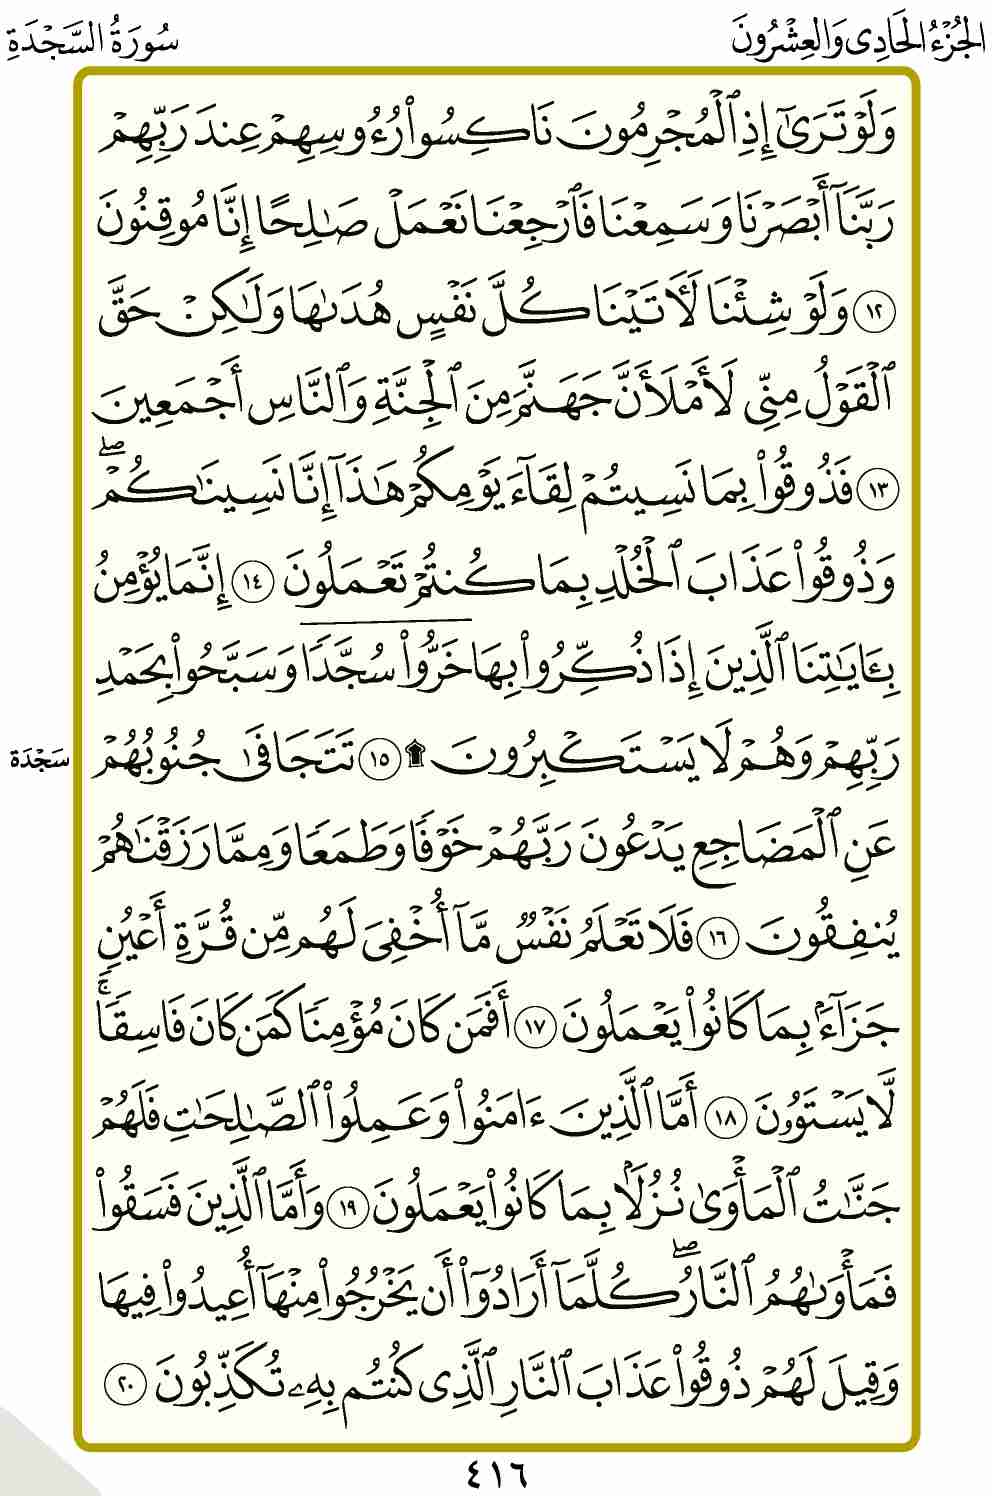 الجُزْءُ الحَادِي وَالعِشْرُونَ
سُورَةُ السَّجْدَةِ
وَلَوْ تَرَىٰٓ إِذِ ٱلْمُجْرِمُونَ نَاكِسُوا۟ رُءُوسِهِمْ عِندَ رَبِّهِمْ
رَبَّنَآ أَبْصَرْنَا وَسَمِعْنَا فَٱرْجِعْنَا نَعْمَلْ صَـٰلِحًا إِنَّا مُوقِنُونَ
١٢ وَلَوْ شِئْنَا لَـَٔاتَيْنَا كُلَّ نَفْسٍ هُدَىٰهَا وَلَـٰكِنْ حَقَّ
ٱلْقَوْلُ مِنِّى لَأَمْلَأَنَّ جَهَنَّمَ مِنَ ٱلْجِنَّةِ وَٱلنَّاسِ أَجْمَعِينَ
١٣ فَذُوقُوا۟ بِمَا نَسِيتُمْ لِقَآءَ يَوْمِكُمْ هَـٰذَآ إِنَّا نَسِينَـٰكُمْ ۖ
وَذُوقُوا۟ عَذَابَ ٱلْخُلْدِ بِمَا كُنتُمْ تَعْمَلُونَ ١٤ إِنَّمَا يُؤْمِنُ
بِـَٔايَـٰتِنَا ٱلَّذِينَ إِذَا ذُكِّرُوا۟ بِهَا خَرُّوا۟ سُجَّدًا وَسَبَّحُوا۟ بِحَمْدِ
رَبِّهِمْ وَهُمْ لَا يَسْتَكْبِرُونَ ۩ ١٥ تَتَجَافَىٰ جُنُوبُهُمْ
سَجْدَة
عَنِ ٱلْمَضَاجِعِ يَدْعُونَ رَبَّهُمْ خَوْفًا وَطَمَعًا وَمِمَّا رَزَقْنَـٰهُمْ
يُنفِقُونَ ١٦ فَلَا تَعْلَمُ نَفْسٌ مَّآ أُخْفِىَ لَهُم مِّن قُرَّةِ أَعْيُنٍ
جَزَآءًۢ بِمَا كَانُوا۟ يَعْمَلُونَ ١٧ أَفَمَن كَانَ مُؤْمِنًا كَمَن كَانَ فَاسِقًا ۚ
لَّا يَسْتَوُۥنَ ١٨ أَمَّا ٱلَّذِينَ ءَامَنُوا۟ وَعَمِلُوا۟ ٱلصَّـٰلِحَـٰتِ فَلَهُمْ
جَنَّـٰتُ ٱلْمَأْوَىٰ نُزُلًۢا بِمَا كَانُوا۟ يَعْمَلُونَ ١٩ وَأَمَّا ٱلَّذِينَ فَسَقُوا۟
فَمَأْوَىٰهُمُ ٱلنَّارُ ۖ كُلَّمَآ أَرَادُوٓا۟ أَن يَخْرُجُوا۟ مِنْهَآ أُعِيدُوا۟ فِيهَا
وَقِيلَ لَهُمْ ذُوقُوا۟ عَذَابَ ٱلنَّارِ ٱلَّذِى كُنتُم بِهِۦ تُكَذِّبُونَ ٢٠
٤١٦